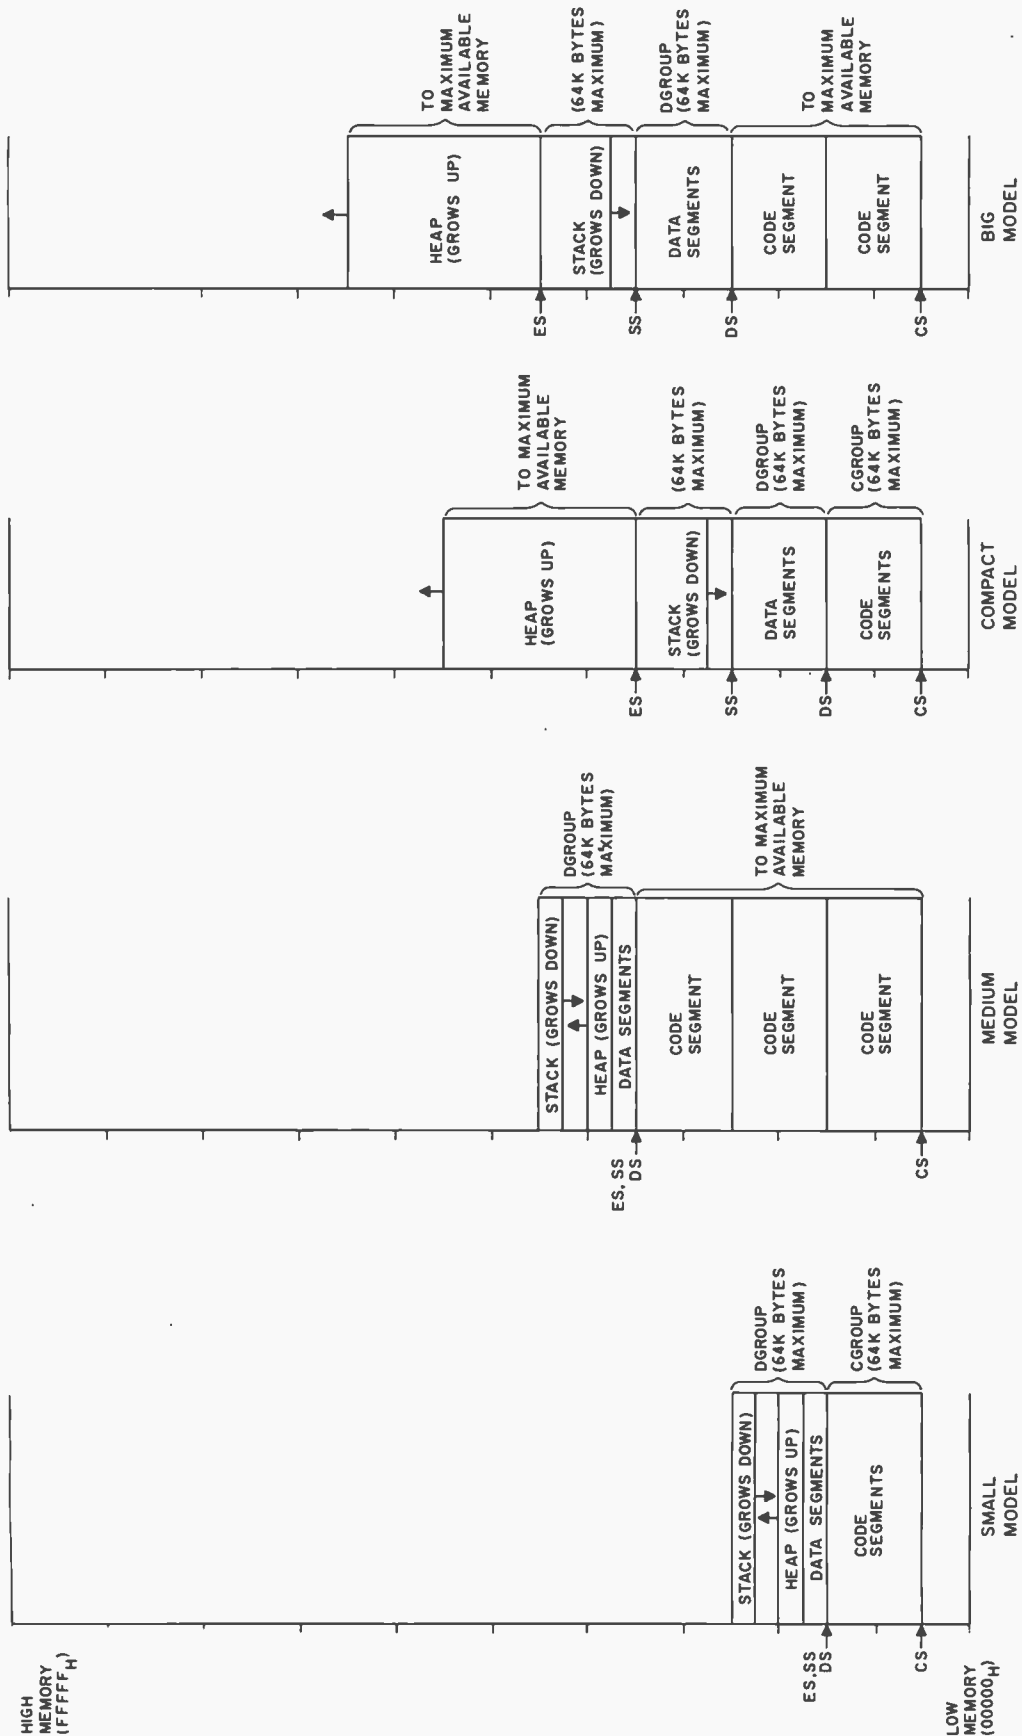 HIGH
MEMORY
(FFFFFH)
LOW
MEMORY
(00000H)
STACK (GROWS DOWN)
HEAP (GROWS UP)
DATA SEGMENTS
CODE
SEGMENTS
ES,SS
DS
CS
DGROUP
(64K BYTES
MAXIMUM)
CGROUP
(64K BYTES
MAXIMUM)
SMALL
MODEL
STACK (GROWS DOWN)
HEAP (GROWS UP)
DATA SEGMENTS
CODE
SEGMENT
CODE
SEGMENT
CODE
SEGMENT
ES, SS
DS
CS
DGROUP
(64K BYTES
MAXIMUM)
TO MAXIMUM
AVAILABLE
MEMORY
MEDIUM
MODEL
HEAP
(GROWS UP)
STACK
(GROWS DOWN)
DATA
SEGMENTS
CODE
SEGMENTS
ES
SS
DS
CS
TO MAXIMUM
AVAILABLE
MEMORY
(64K BYTES
MAXIMUM)
DGROUP
(64K BYTES
MAXIMUM)
CGROUP
(64K BYTES
MAXIMUM)
COMPACT
MODEL
HEAP
(GROWS UP)
STACK
(GROWS DOWN)
DATA
SEGMENTS
CODE
SEGMENT
CODE
SEGMENT
ES
SS
DS
CS
TO
MAXIMUM
AVAILABLE
MEMORY
(64K BYTES
MAXIMUM)
DGROUP
(64K BYTES
MAXIMUM)
TO
MAXIMUM
AVAILABLE
MEMORY
BIG
MODEL